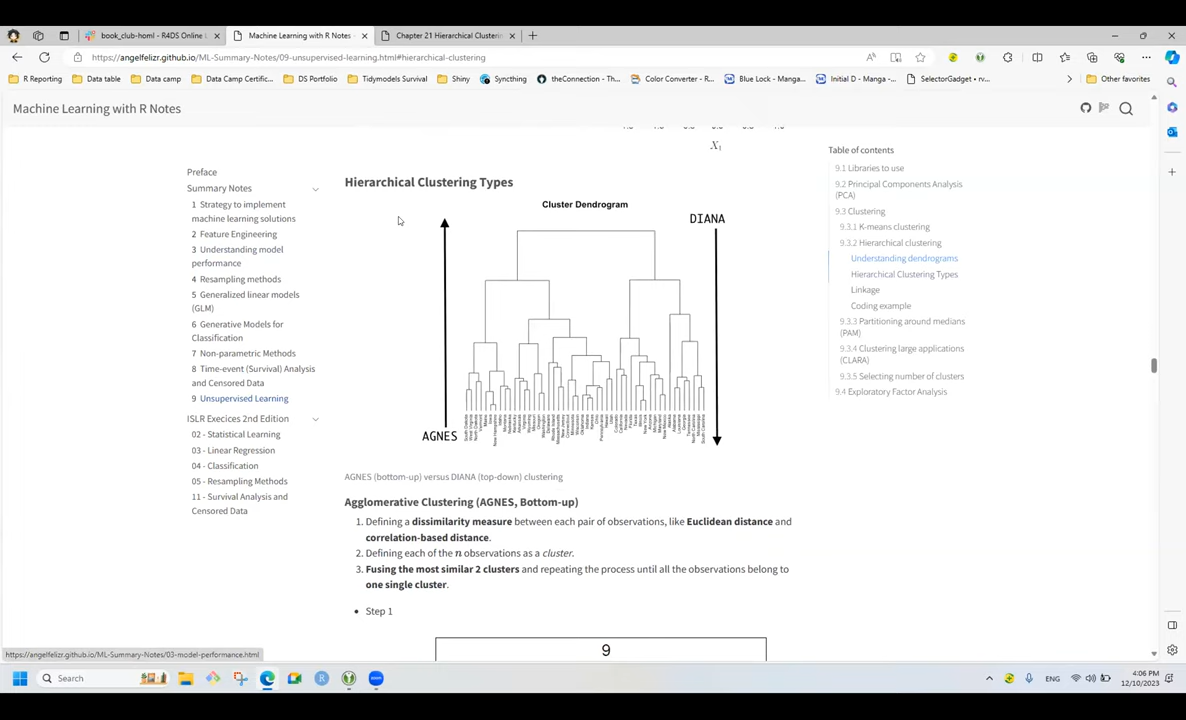 book_club-homl - R4DS Online L
Machine Learning with R Notes
Chapter 21 Hierarchical Clusterin
https://angelfelizr.github.io/ML-Summary-Notes/09-unsupervised-learning.html#hierarchical-clustering
R Reporting
Data table
Data camp
Data Camp Certific...
DS Portfolio
Tidymodels Survival
Shiny
Syncthing
theConnection - Th...
Color Converter - R...
Blue Lock - Manga...
Initial D - Manga -...
SelectorGadget • rv...
Other favorites
Machine Learning with R Notes
X1
Preface
Summary Notes
1 Strategy to implement
machine learning solutions
2 Feature Engineering
3 Understanding model
performance
4 Resampling methods
5 Generalized linear models
(GLM)
6 Generative Models for
Classification
7 Non-parametric Methods
8 Time-event (Survival) Analysis
and Censored Data
9 Unsupervised Learning
ISLR Execices 2nd Edition
02 - Statistical Learning
03 - Linear Regression
04 - Classification
05 - Resampling Methods
11 - Survival Analysis and
Censored Data
Hierarchical Clustering Types
Cluster Dendrogram
DIANA
AGNES
AGNES (bottom-up) versus DIANA (top-down) clustering
Agglomerative Clustering (AGNES, Bottom-up)
1. Defining a dissimilarity measure between each pair of observations, like Euclidean distance and
correlation-based distance.
2. Defining each of the n observations as a cluster.
3. Fusing the most similar 2 clusters and repeating the process until all the observations belong to
one single cluster.
• Step 1
9
Table of contents
9.1 Libraries to use
9.2 Principal Components Analysis
(PCA)
9.3 Clustering
9.3.1 K-means clustering
9.3.2 Hierarchical clustering
Understanding dendrograms
Hierarchical Clustering Types
Linkage
Coding example
9.3.3 Partitioning around medians
(PAM)
9.3.4 Clustering large applications
(CLARA)
9.3.5 Selecting number of clusters
9.4 Exploratory Factor Analysis
https://angelfelizr.github.io/ML-Summary-Notes/03-model-performance.html
Search
ENG
4:06 PM
12/10/2023